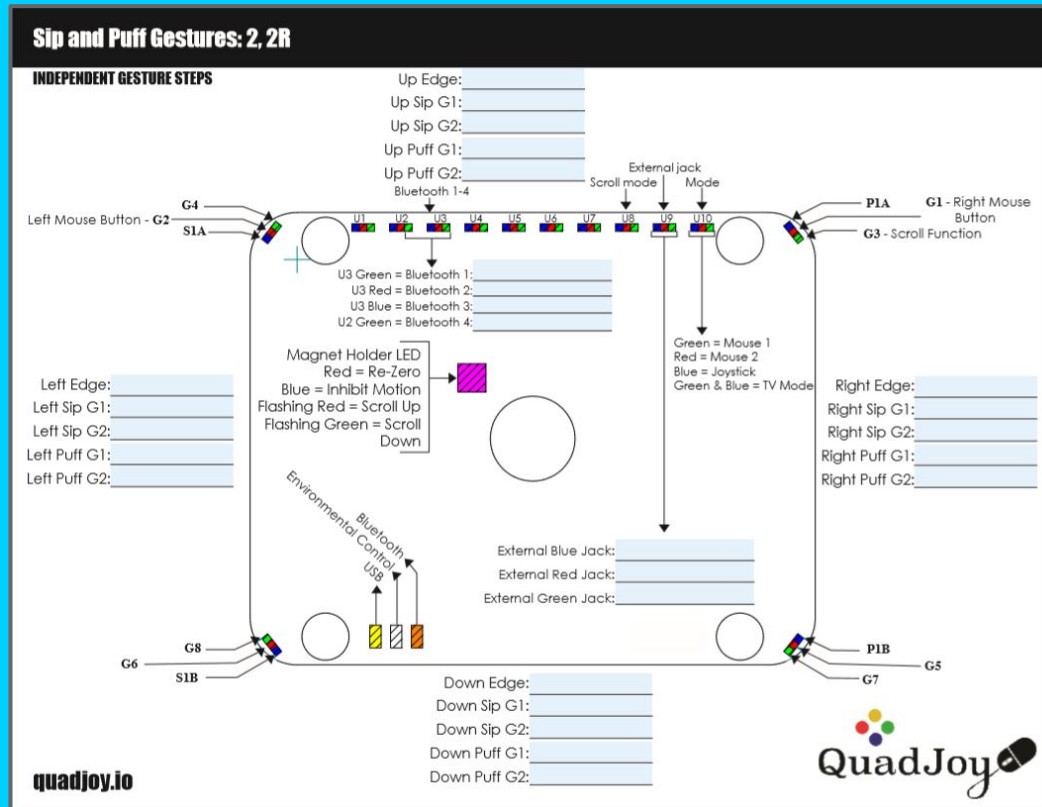 Sip and Puff Gestures: 2, 2R
INDEPENDENT GESTURE STEPS
Up Edge:
Up Sip G1:
Up Sip G2:
Up Puff G1:
Up Puff G2:
Bluetooth 1-4
External jack
Scroll mode
Mode
G4
Left Mouse Button - G2
S1A
U1 U2 U3 U4 U5 U6 U7 U8 U9 U10
P1A
G1 - Right Mouse
Button
G3 - Scroll Function
U3 Green = Bluetooth 1:
U3 Red = Bluetooth 2:
U3 Blue = Bluetooth 3:
U2 Green = Bluetooth 4:
Green = Mouse 1
Red = Mouse 2
Blue = Joystick
Green & Blue = TV Mode
Magnet Holder LED
Red = Re-Zero
Blue = Inhibit Motion
Flashing Red = Scroll Up
Flashing Green = Scroll
Down
Left Edge:
Left Sip G1:
Left Sip G2:
Left Puff G1:
Left Puff G2:
Right Edge:
Right Sip G1:
Right Sip G2:
Right Puff G1:
Right Puff G2:
Bluetooth
Environmental Control
USB
External Blue Jack:
External Red Jack:
External Green Jack:
G8
G6
S1B
P1B
G5
G7
Down Edge:
Down Sip G1:
Down Sip G2:
Down Puff G1:
Down Puff G2:
quadjoy.io
QuadJoy